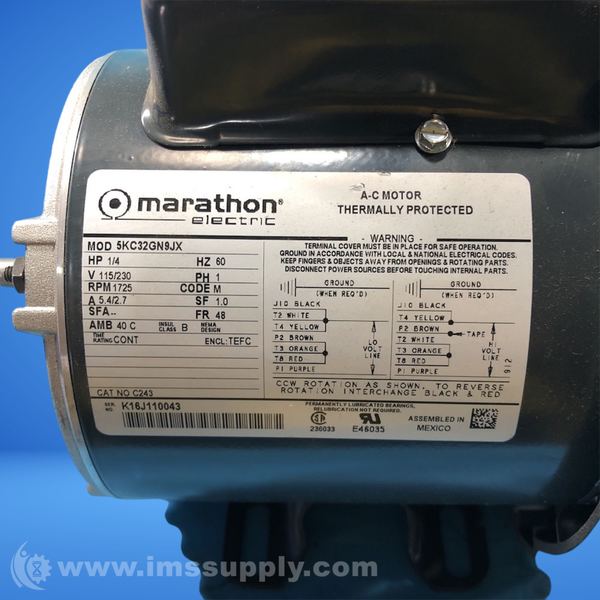 marathon®
electric
A-C MOTOR
THERMALLY PROTECTED
MOD 5KC32GN9JX
HP 1/4 HZ 60
V 115/230 PH 1
RPM 1725 CODE M
A 5.4/2.7 SF 1.0
SFA -- FR 48
AMB 40 C INSUL CLASS B NEMA DESIGN
TIME RATING CONT ENCL: TEFC
CAT NO C243
SER. NO. K16J110043
WARNING
TERMINAL COVER MUST BE IN PLACE FOR SAFE OPERATION.
GROUND IN ACCORDANCE WITH LOCAL & NATIONAL ELECTRICAL CODES.
KEEP FINGERS & OBJECTS AWAY FROM OPENINGS & ROTATING PARTS.
DISCONNECT POWER SOURCES BEFORE TOUCHING INTERNAL PARTS.
GROUND
(WHEN REQ'D)
J10 BLACK
T2 WHITE
T4 YELLOW
P2 BROWN
T3 ORANGE
T8 RED
P1 PURPLE
LO
VOLT
LINE
GROUND
(WHEN REQ'D)
J10 BLACK
T4 YELLOW
P2 BROWN
TAPE
T2 WHITE
T3 ORANGE
T8 RED
P1 PURPLE
HI
VOLT
LINE
912
CCW ROTATION AS SHOWN, TO REVERSE
ROTATION INTERCHANGE BLACK & RED
PERMANENTLY LUBRICATED BEARINGS,
RELUBRICATION NOT REQUIRED.
236033
E46035
ASSEMBLED IN
MEXICO
www.imssupply.com